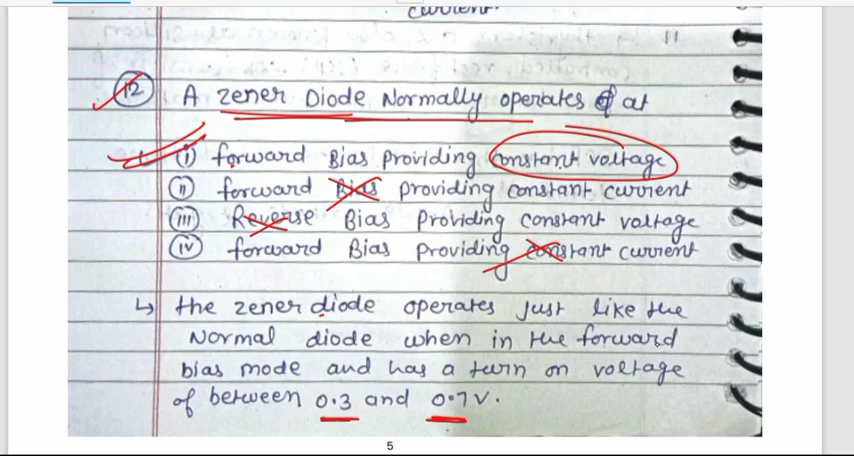 current.
12 A zener Diode Normally operates at
(i) forward Bias providing constant voltage
(ii) forward Bias providing constant current
(iii) Reverse Bias providing constant voltage
(iv) forward Bias providing constant current
↳ the zener diode operates just like the
Normal diode when in the forward
bias mode and has a turn on voltage
of between 0.3 and 0.7 v.
5